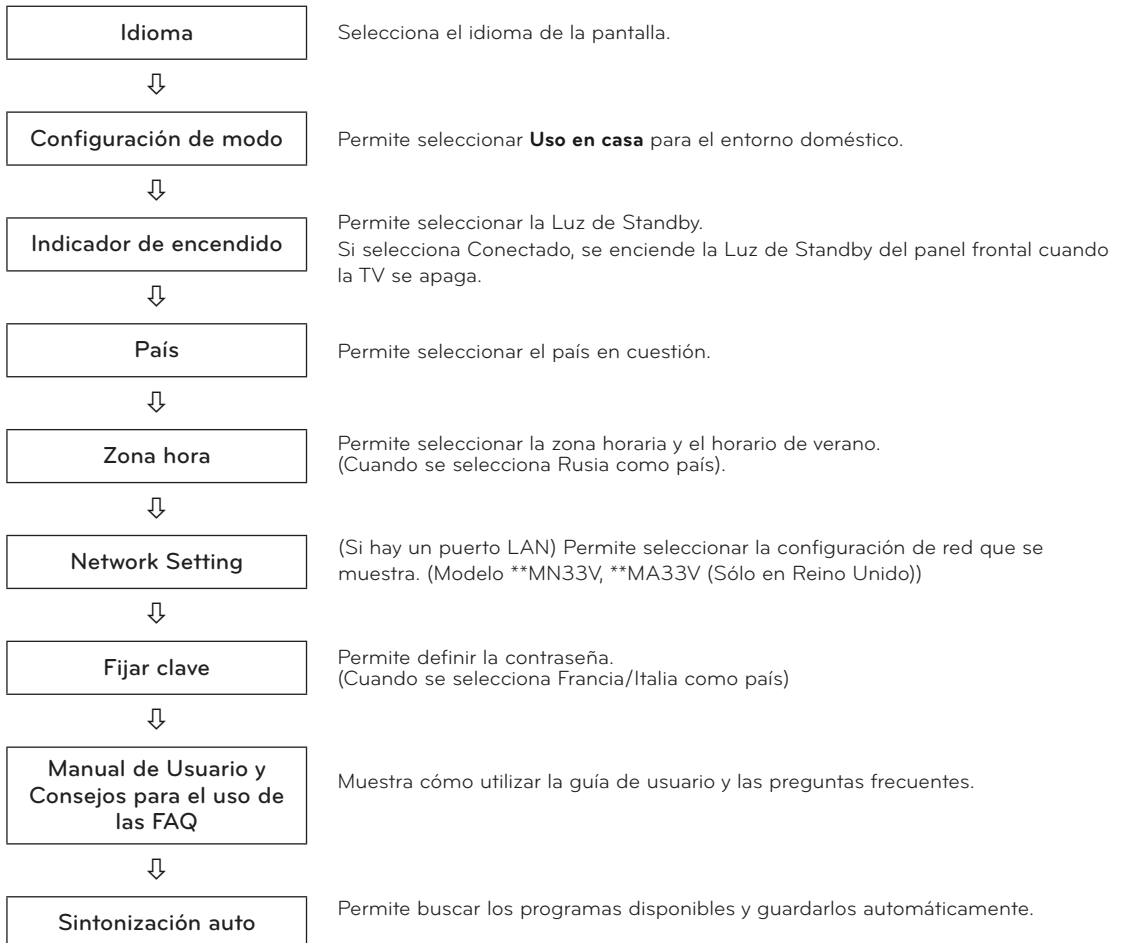 Idioma
Selecciona el idioma de la pantalla.
Configuración de modo
Permite seleccionar Uso en casa para el entorno doméstico.
Indicador de encendido
Permite seleccionar la Luz de Standby.
Si selecciona Conectado, se enciende la Luz de Standby del panel frontal cuando
la TV se apaga.
País
Permite seleccionar el país en cuestión.
Zona hora
Permite seleccionar la zona horaria y el horario de verano.
(Cuando se selecciona Rusia como país).
Network Setting
(Si hay un puerto LAN) Permite seleccionar la configuración de red que se
muestra. (Modelo **MN33V, **MA33V (Sólo en Reino Unido))
Fijar clave
Permite definir la contraseña.
(Cuando se selecciona Francia/Italia como país)
Manual de Usuario y
Consejos para el uso de
las FAQ
Muestra cómo utilizar la guía de usuario y las preguntas frecuentes.
Sintonización auto
Permite buscar los programas disponibles y guardarlos automáticamente.